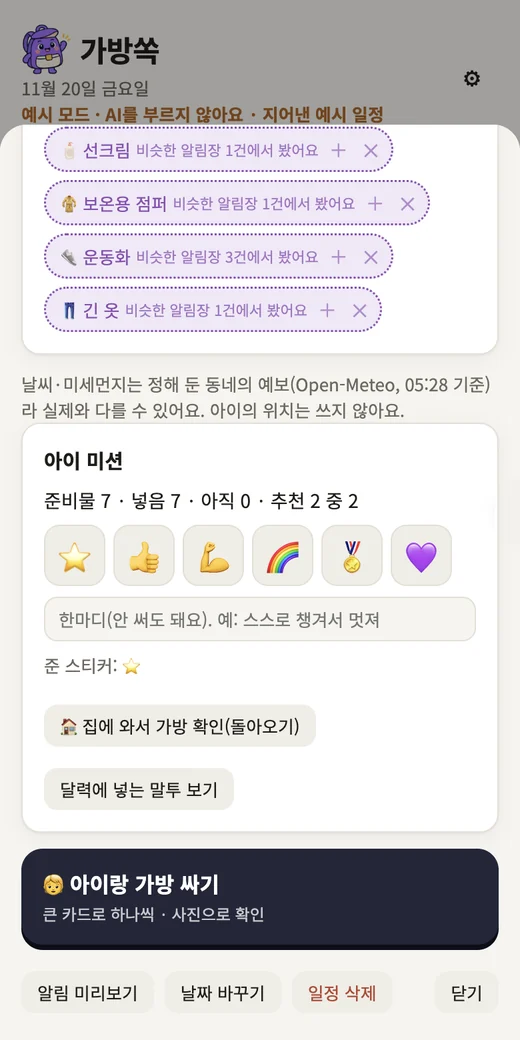 가방쏙
11월 20일 금요일
예시 모드 · AI를 부르지 않아요 · 지어낸 예시 일정
선크림 비슷한 알림장 1건에서 봤어요 + ×
보온용 점퍼 비슷한 알림장 1건에서 봤어요 + ×
운동화 비슷한 알림장 3건에서 봤어요 + ×
긴 옷 비슷한 알림장 1건에서 봤어요 + ×
날씨·미세먼지는 정해 둔 동네의 예보(Open-Meteo, 05:28 기준)
라 실제와 다를 수 있어요. 아이의 위치는 쓰지 않아요.
아이 미션
준비물 7 · 넣음 7 · 아직 0 · 추천 2 중 2
한마디(안 써도 돼요). 예: 스스로 챙겨서 멋져
준 스티커: ⭐
집에 와서 가방 확인(돌아오기)
달력에 넣는 말투 보기
아이랑 가방 싸기
큰 카드로 하나씩 · 사진으로 확인
알림 미리보기 날짜 바꾸기 일정 삭제 닫기